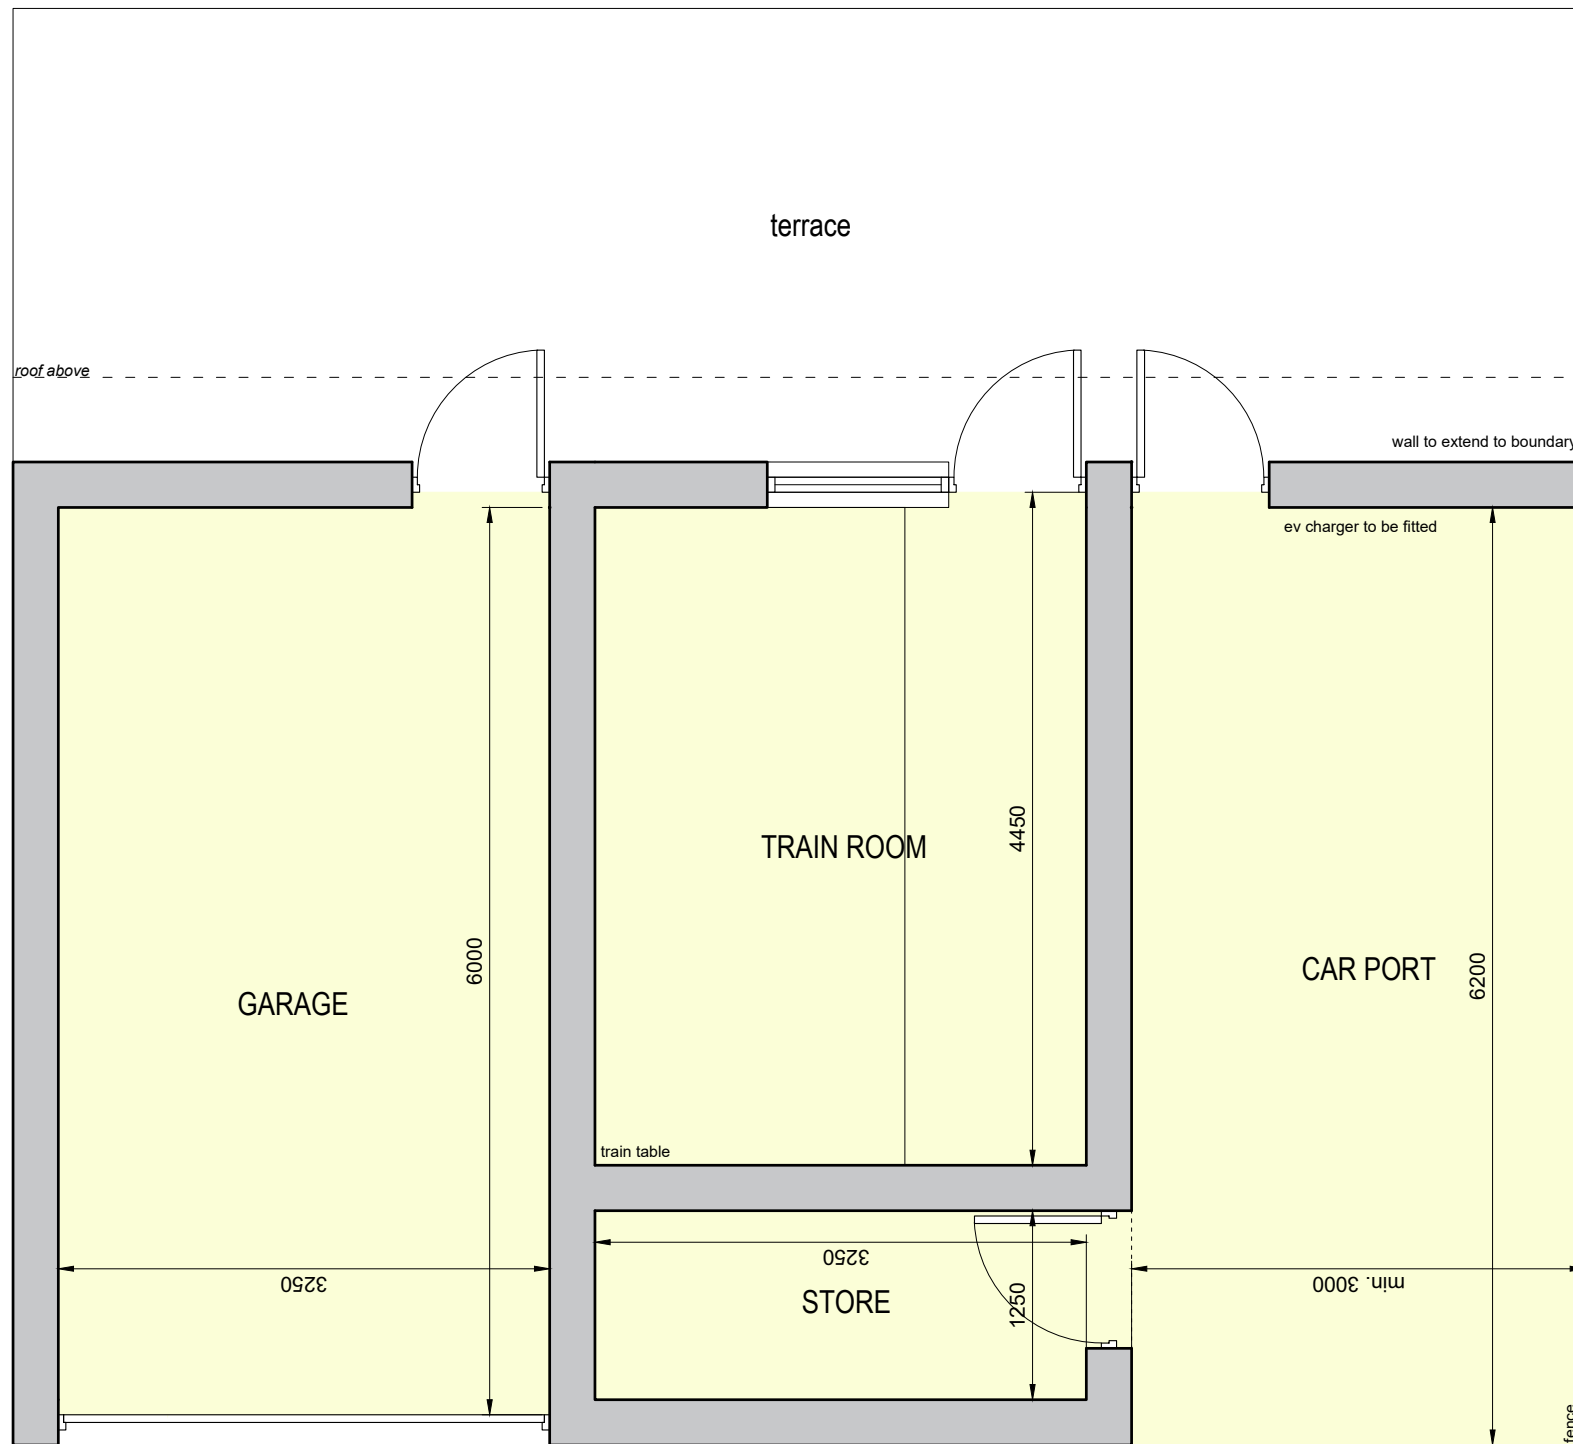 terrace
roof above
wall to extend to boundary
ev charger to be fitted
4450
TRAIN ROOM
6000
CAR PORT
6200
GARAGE
train table
3250
3250
min. 3000
STORE
1250
fence